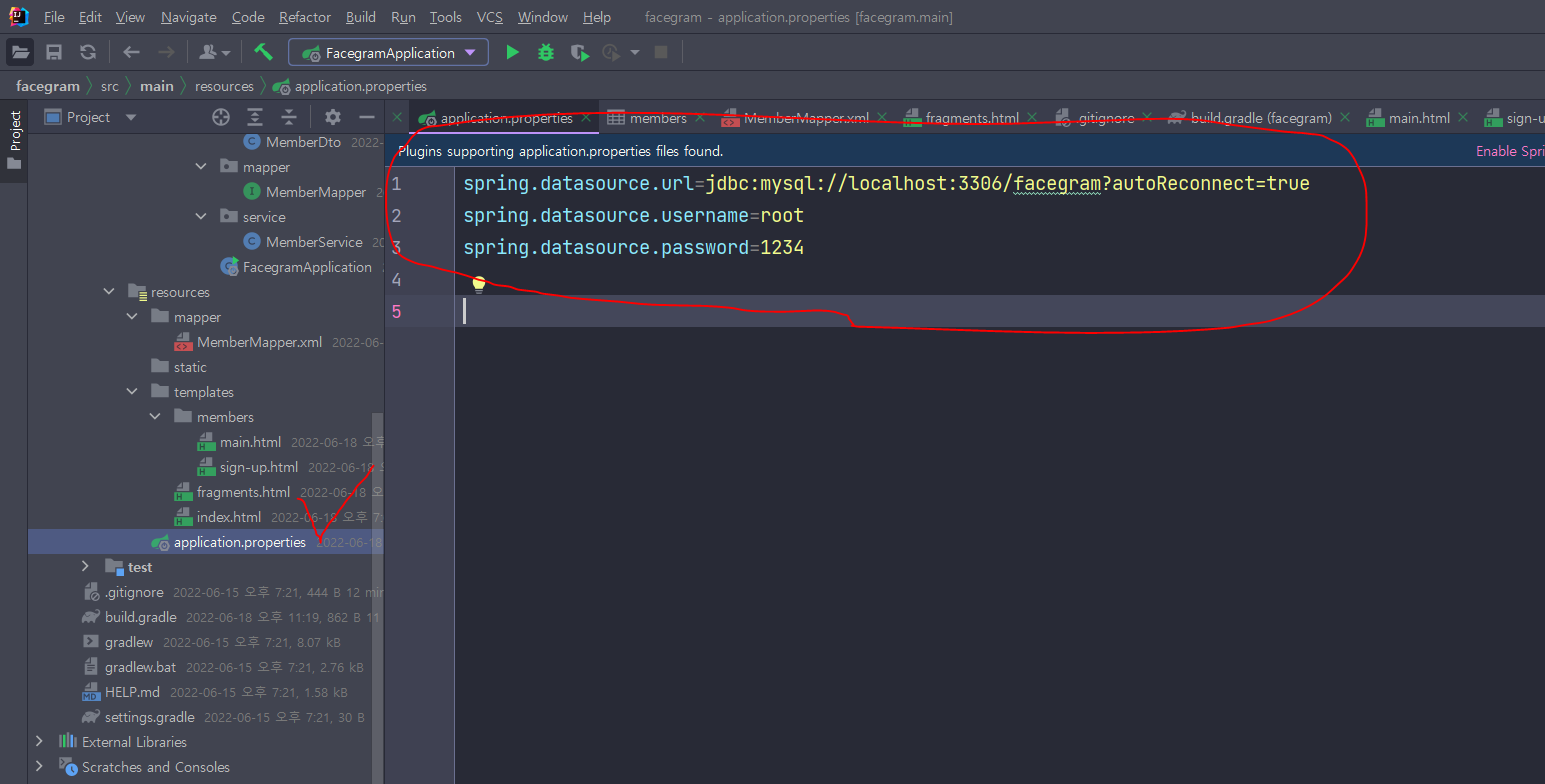 File Edit View Navigate Code Refactor Build Run Tools VCS Window Help facegram - application.properties [facegram.main]
FacegramApplication
facegram src main resources application.properties
Project
Project
application.properties members MemberMapper.xml fragments.html .gitignore build.gradle (facegram) main.html sign-u
Plugins supporting application.properties files found. Enable Spri
MemberDto 2022-
mapper
MemberMapper 2
service
MemberService 20
FacegramApplication
resources
mapper
MemberMapper.xml 2022-06-
static
templates
members
main.html 2022-06-18 오후
sign-up.html 2022-06-18
fragments.html 2022-06-18 오
index.html 2022-06-18 오후 7:
application.properties 2022-06-18
test
.gitignore 2022-06-15 오후 7:21, 444 B 12 min
build.gradle 2022-06-18 오후 11:19, 862 B 11
gradlew 2022-06-15 오후 7:21, 8.07 kB
gradlew.bat 2022-06-15 오후 7:21, 2.76 kB
HELP.md 2022-06-15 오후 7:21, 1.58 kB
settings.gradle 2022-06-15 오후 7:21, 30 B
External Libraries
Scratches and Consoles
1 spring.datasource.url=jdbc:mysql://localhost:3306/facegram?autoReconnect=true
2 spring.datasource.username=root
3 spring.datasource.password=1234
4
5